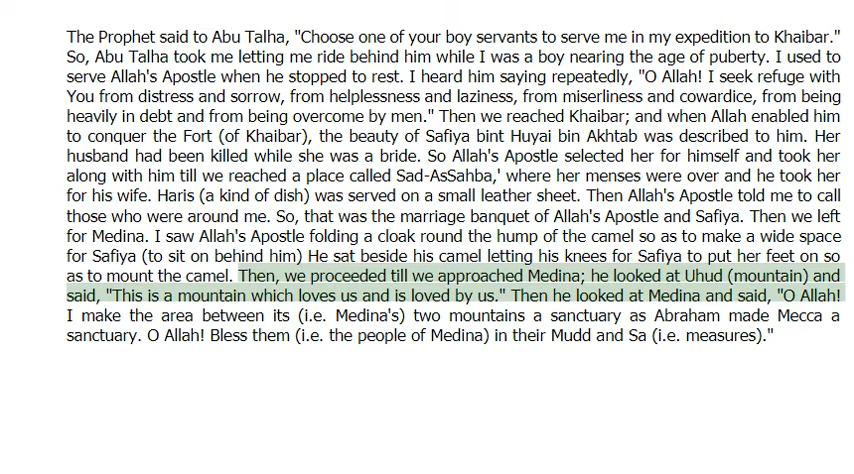 The Prophet said to Abu Talha, "Choose one of your boy servants to serve me in my expedition to Khaibar."
So, Abu Talha took me letting me ride behind him while I was a boy nearing the age of puberty. I used to
serve Allah's Apostle when he stopped to rest. I heard him saying repeatedly, "O Allah! I seek refuge with
You from distress and sorrow, from helplessness and laziness, from miserliness and cowardice, from being
heavily in debt and from being overcome by men." Then we reached Khaibar; and when Allah enabled him
to conquer the Fort (of Khaibar), the beauty of Safiya bint Huyai bin Akhtab was described to him. Her
husband had been killed while she was a bride. So Allah's Apostle selected her for himself and took her
along with him till we reached a place called Sad-AsSahba,' where her menses were over and he took her
for his wife. Haris (a kind of dish) was served on a small leather sheet. Then Allah's Apostle told me to call
those who were around me. So, that was the marriage banquet of Allah's Apostle and Safiya. Then we left
for Medina. I saw Allah's Apostle folding a cloak round the hump of the camel so as to make a wide space
for Safiya (to sit on behind him) He sat beside his camel letting his knees for Safiya to put her feet on so
as to mount the camel. Then, we proceeded till we approached Medina; he looked at Uhud (mountain) and
said, "This is a mountain which loves us and is loved by us." Then he looked at Medina and said, "O Allah!
I make the area between its (i.e. Medina's) two mountains a sanctuary as Abraham made Mecca a
sanctuary. O Allah! Bless them (i.e. the people of Medina) in their Mudd and Sa (i.e. measures)."